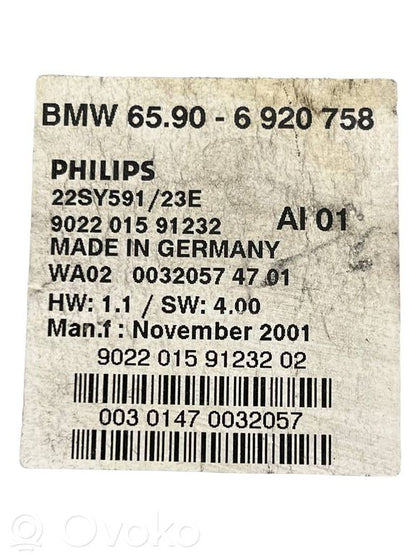 BMW 65.90 - 6 920 758
PHILIPS
22SY591/23E
9022 015 91232 AI 01
MADE IN GERMANY
WA02 0032057 47 01
HW: 1.1 / SW: 4.00
Man.f : November 2001
9022 015 91232 02
003 0147 0032057
© Ovoko